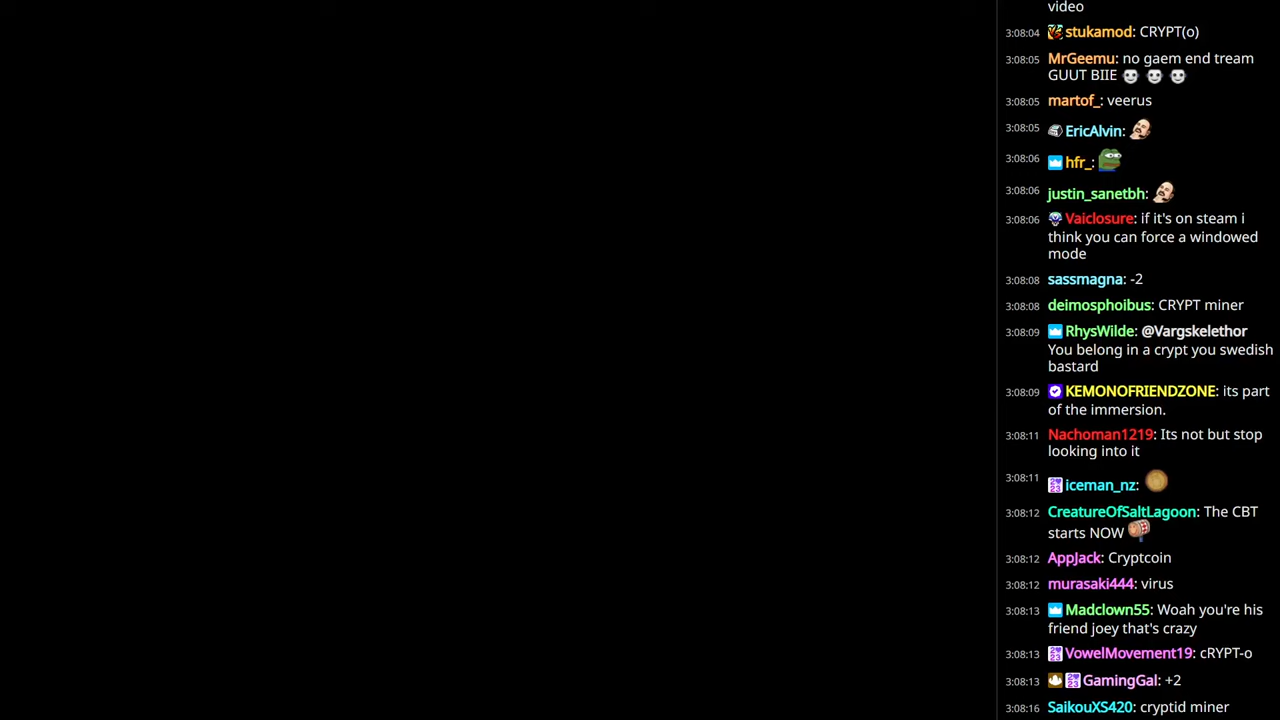 video
3:08:04 stukamod: CRYPT(o)
3:08:05 MrGeemu: no gaem end tream
GUUT BIIE
3:08:05 martof_: veerus
3:08:05 EricAlvin:
3:08:06 hfr_:
3:08:06 justin_sanetbh:
3:08:06 Vaiclosure: if it's on steam i
think you can force a windowed
mode
3:08:08 sassmagna: -2
3:08:08 deimosphoibus: CRYPT miner
3:08:09 RhysWilde: @Vargskelethor
You belong in a crypt you swedish
bastard
3:08:09 KEMONOFRIENDZONE: its part
of the immersion.
3:08:11 Nachoman1219: Its not but stop
looking into it
3:08:11 iceman_nz:
3:08:12 CreatureOfSaltLagoon: The CBT
starts NOW
3:08:12 AppJack: Cryptcoin
3:08:12 murasaki444: virus
3:08:13 Madclown55: Woah you're his
friend joey that's crazy
3:08:13 VowelMovement19: cRYPT-o
3:08:13 GamingGal: +2
3:08:16 SaikouXS420: cryptid miner